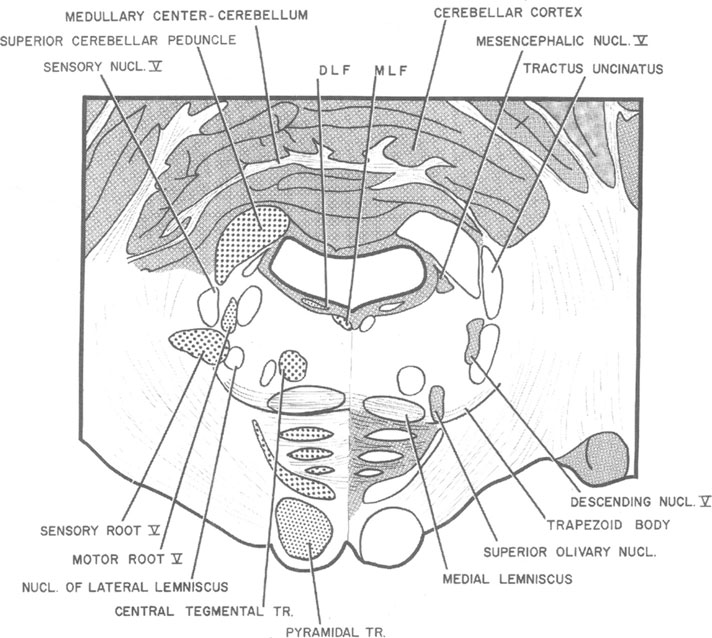 MEDULLARY CENTER-CEREBELLUM
CEREBELLAR CORTEX
SUPERIOR CEREBELLAR PEDUNCLE
MESENCEPHALIC NUCL. V
SENSORY NUCL. V
DLF
MLF
TRACTUS UNCINATUS
DESCENDING NUCL. V
SENSORY ROOT V
TRAPEZOID BODY
MOTOR ROOT V
SUPERIOR OLIVARY NUCL.
NUCL. OF LATERAL LEMNISCUS
MEDIAL LEMNISCUS
CENTRAL TEGMENTAL TR.
PYRAMIDAL TR.